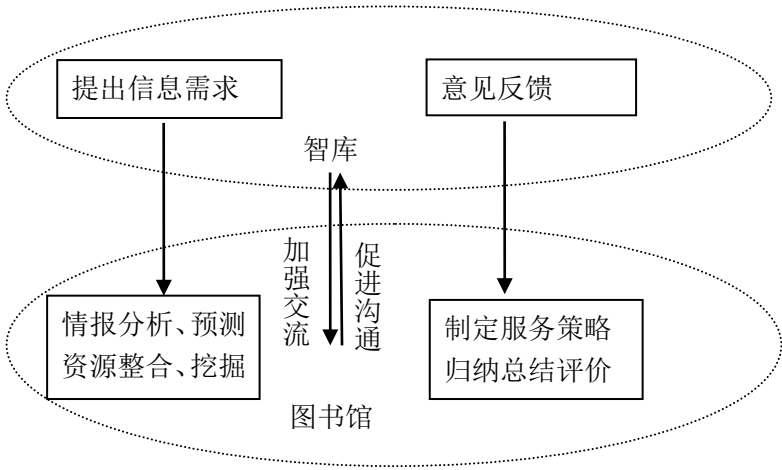 提出信息需求
意见反馈
智库
加强交流
促进沟通
情报分析、预测
资源整合、挖掘
制定服务策略
归纳总结评价
图书馆